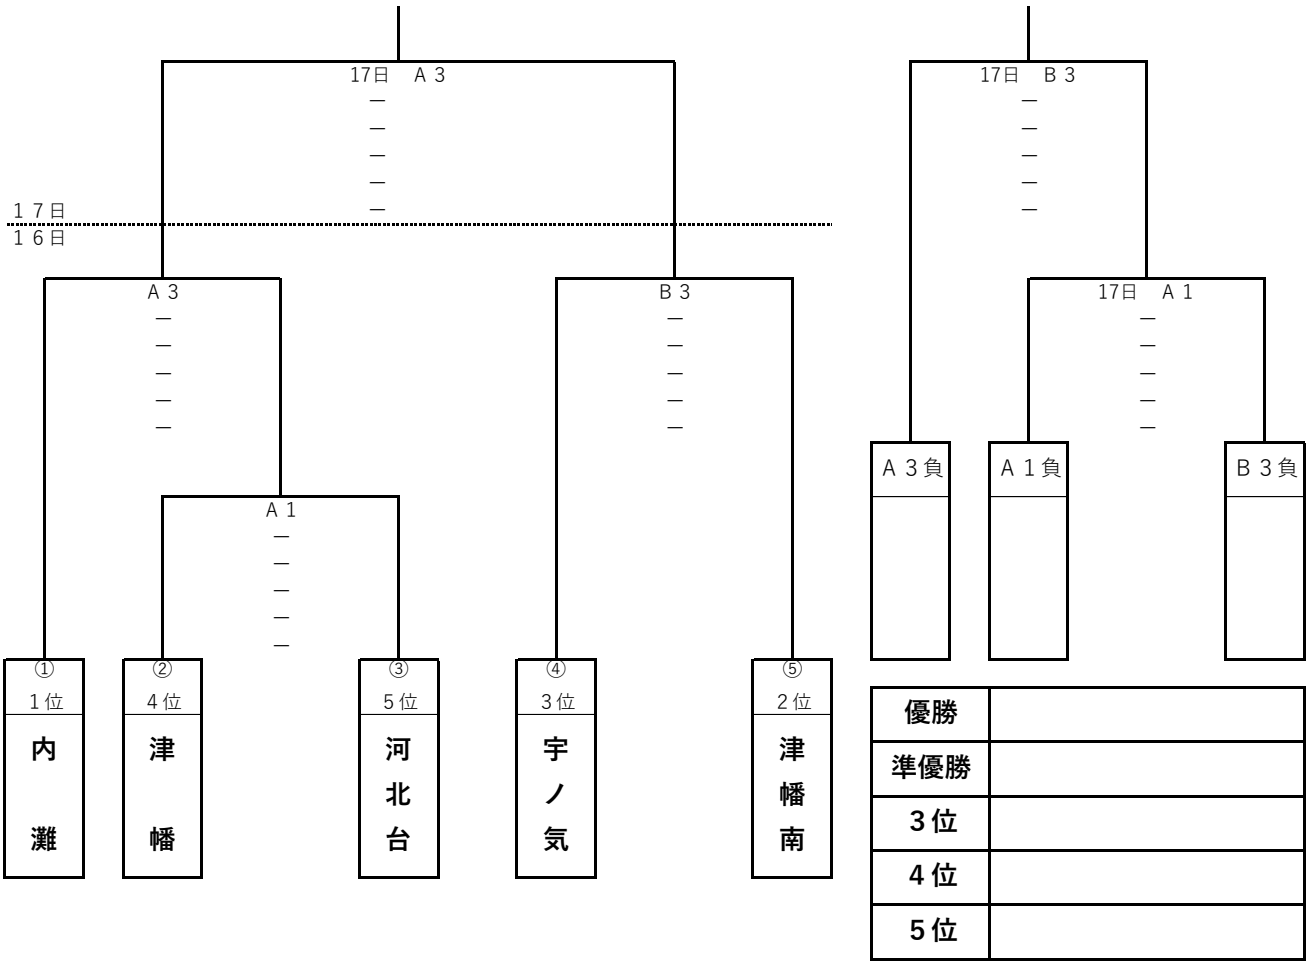 17日　Ａ３
―
―
―
―
―
１７日
１６日
Ａ３
―
―
―
―
―
Ｂ３
―
―
―
―
―
Ａ１
―
―
―
―
―
① ② ③ ④ ⑤
１位 ４位 ５位 ３位 ２位
内灘
津幡
河北台
宇ノ気
津幡南
17日　Ｂ３
―
―
―
―
―
17日　Ａ１
―
―
―
―
―
Ａ３負 Ａ１負 Ｂ３負
優勝
準優勝
３位
４位
５位